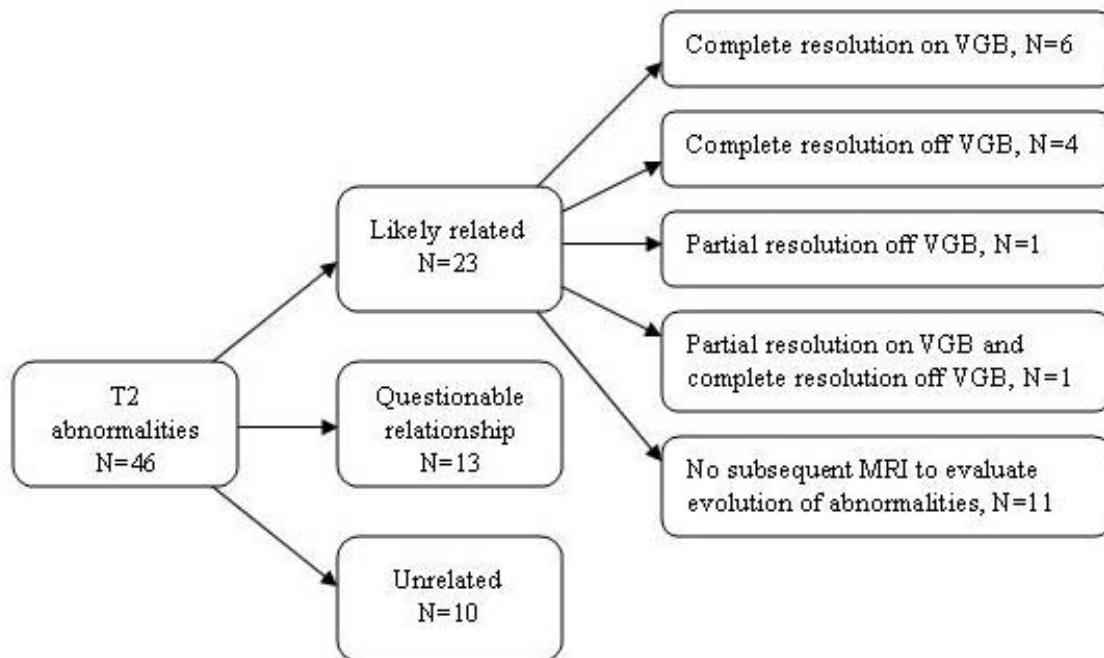 T2
abnormalities
N=46
Likely related
N=23
Questionable
relationship
N=13
Unrelated
N=10
Complete resolution on VGB, N=6
Complete resolution off VGB, N=4
Partial resolution off VGB, N=1
Partial resolution on VGB and
complete resolution off VGB, N=1
No subsequent MRI to evaluate
evolution of abnormalities, N=11